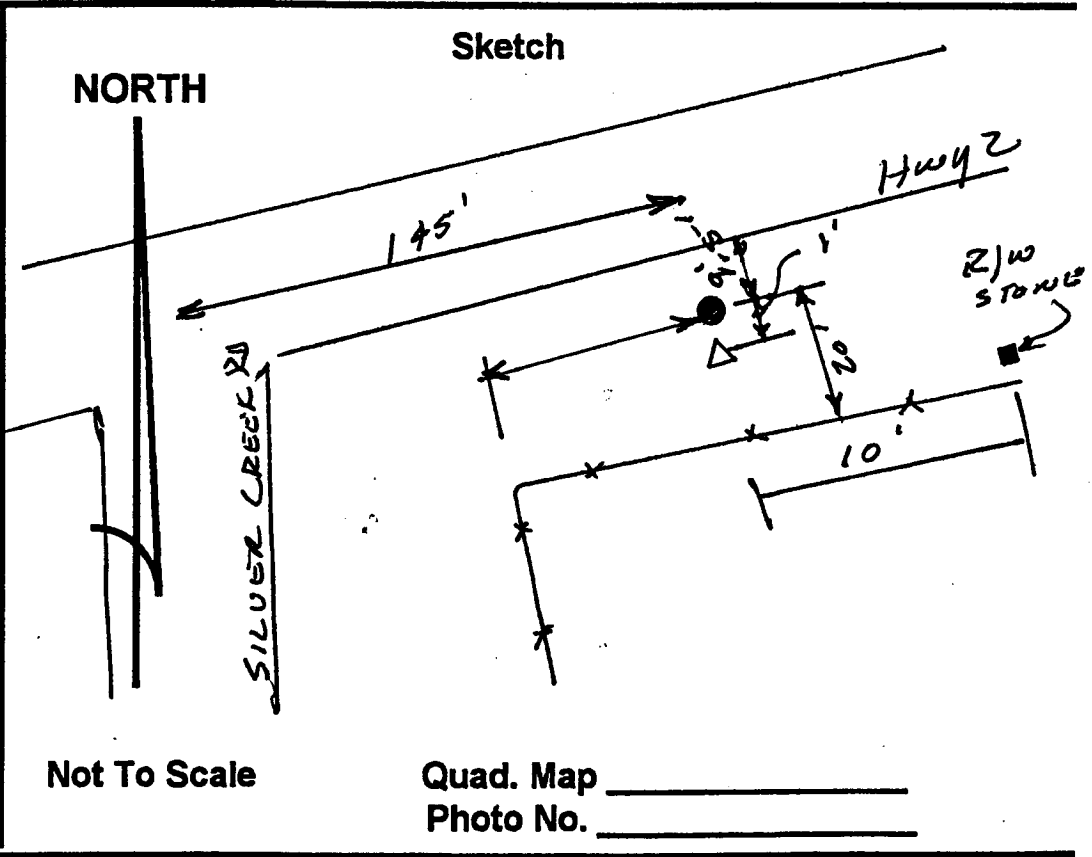 Sketch
NORTH
Hwy 2
145'
1'
R/W
STONE
20'
10'
SILVER CREEK RD
Not To Scale
Quad. Map
Photo No.